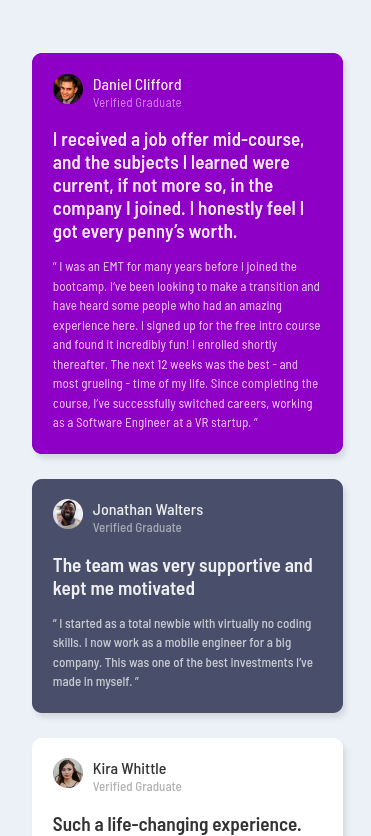 Daniel Clifford
Verified Graduate
I received a job offer mid-course,
and the subjects I learned were
current, if not more so, in the
company I joined. I honestly feel I
got every penny’s worth.
“ I was an EMT for many years before I joined the
bootcamp. I’ve been looking to make a transition and
have heard some people who had an amazing
experience here. I signed up for the free intro course
and found it incredibly fun! I enrolled shortly
thereafter. The next 12 weeks was the best - and
most grueling - time of my life. Since completing the
course, I’ve successfully switched careers, working
as a Software Engineer at a VR startup. ”
Jonathan Walters
Verified Graduate
The team was very supportive and
kept me motivated
“ I started as a total newbie with virtually no coding
skills. I now work as a mobile engineer for a big
company. This was one of the best investments I’ve
made in myself. ”
Kira Whittle
Verified Graduate
Such a life-changing experience.